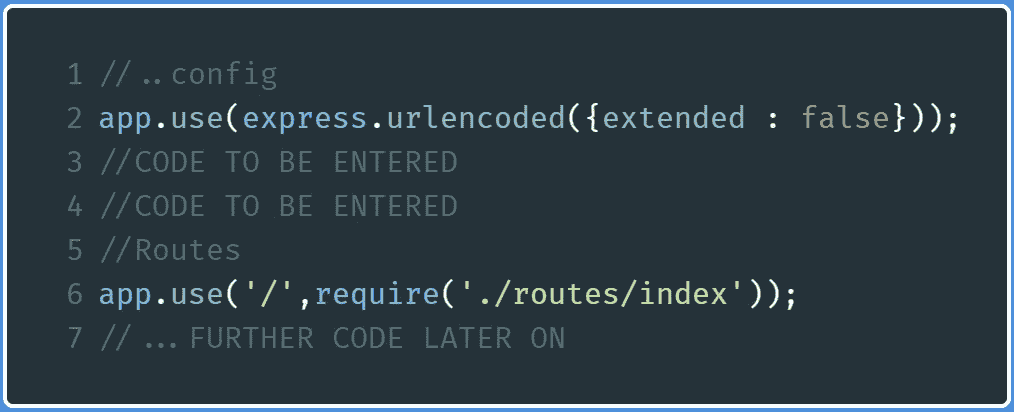 1 //..config
2 app.use(express.urlencoded({extended : false}));
3 //CODE TO BE ENTERED
4 //CODE TO BE ENTERED
5 //Routes
6 app.use('/',require('./routes/index'));
7 //...FURTHER CODE LATER ON